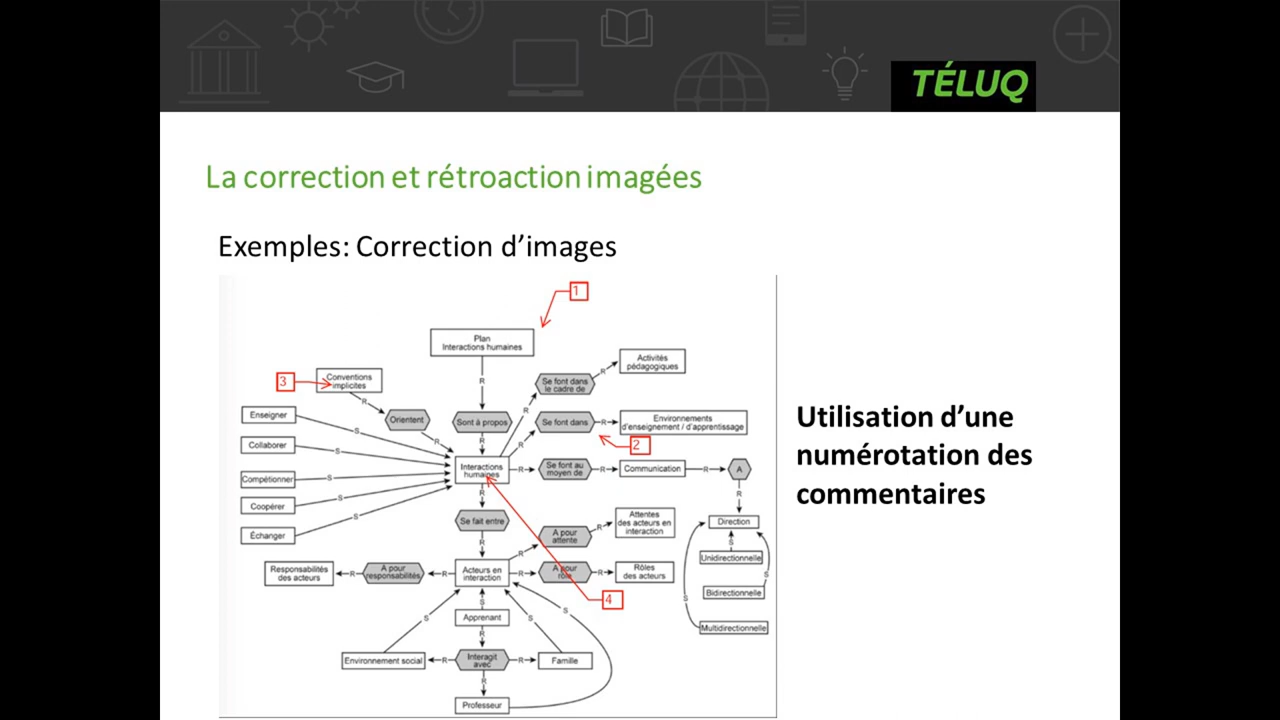 TÉLUQ
La correction et rétroaction imagées
Exemples: Correction d’images
1
Plan
Interactions humaines
Activités
pédagogiques
R
Se font dans
le cadre de
3
Conventions
implicites
R
R
R
Enseigner
Orientent
Sont à propos
Se font dans
R
Environnements
d'enseignement / d'apprentissage
S
R
R
R
2
Collaborer
S
Interactions
humaines
R
Se font au
moyen de
R
Communication
R
A
Compétitionner
S
R
R
Coopérer
S
Échanger
S
Se fait entre
A pour
attente
R
Attentes
des acteurs en
interaction
Direction
R
R
S
Unidirectionnelle
Responsabilités
des acteurs
R
A pour
responsabilités
R
Acteurs en
interaction
R
A pour
rôle
R
Rôles
des acteurs
S
Bidirectionnelle
S
4
S
S
S
S
Apprenant
Multidirectionnelle
R
Environnement social
R
Interagit
avec
R
Famille
R
Professeur
Utilisation d’une
numérotation des
commentaires